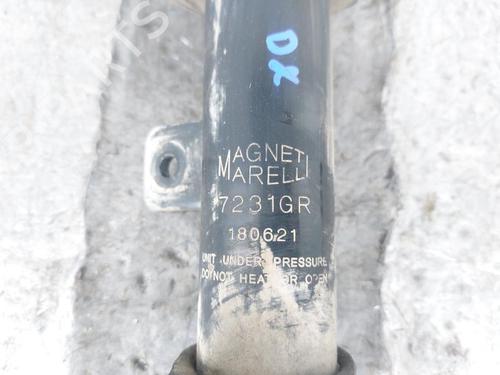 DX
MAGNETI
MARELLI
7231GR
180621
UNIT UNDER PRESSURE
DO NOT HEAT OR OPEN